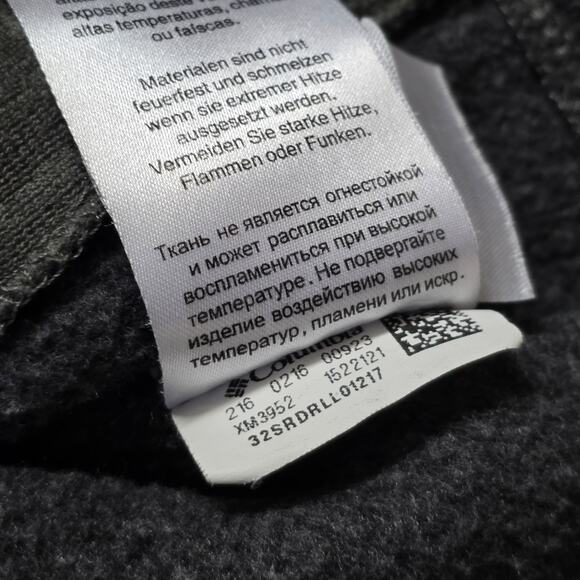 exposição deste v
altas temperaturas, cham
ou faíscas.
Materialen sind nicht
feuerfest und schmelzen
wenn sie extremer Hitze
ausgesetzt werden.
Vermeiden Sie starke Hitze,
Flammen oder Funken.
Ткань не является огнестойкой
и может расплавиться или
воспламениться при высокой
температуре. Не подвергайте
изделие воздействию высоких
температур, пламени или искр.
Columbia
216 0216 00923
XM3952 1522121
32SRDRLL01217